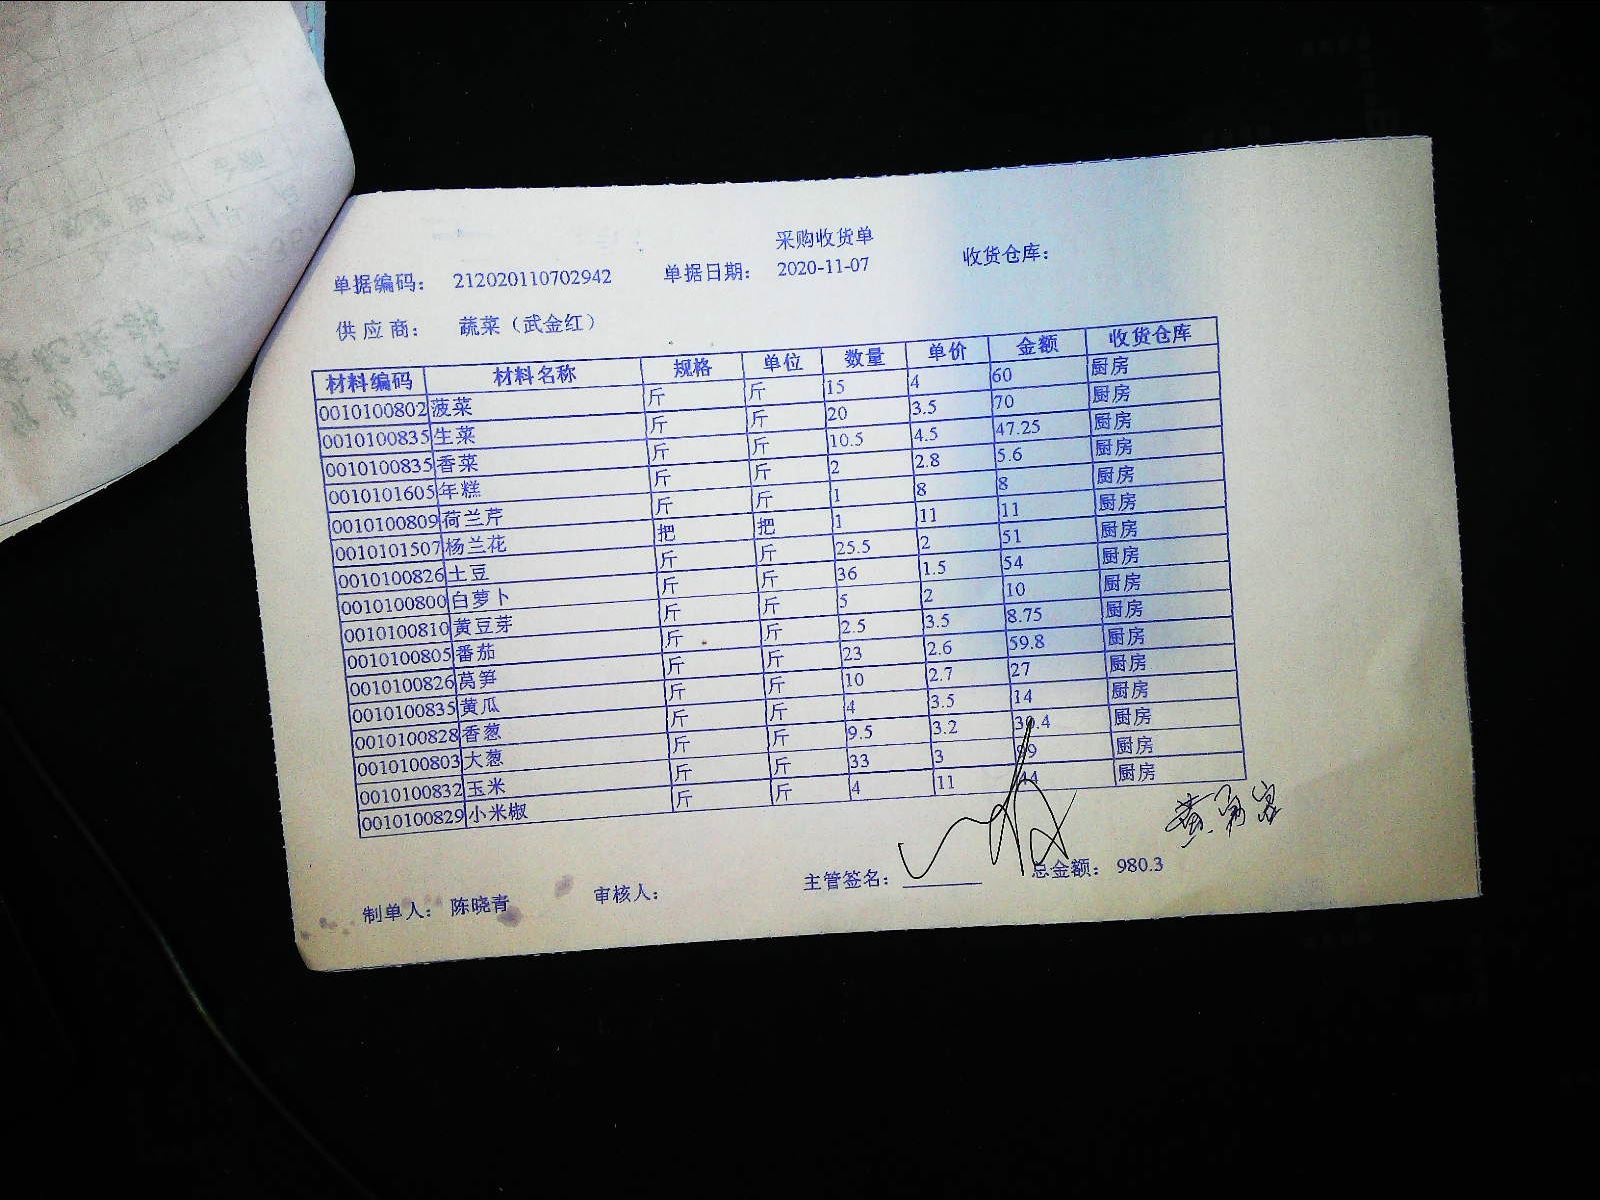 采购收货单
单据编码： 212020110702942 单据日期： 2020-11-07 收货仓库：
供 应 商： 蔬菜（武金红）
材料编码 材料名称 规格 单位 数量 单价 金额 收货仓库
0010100802 菠菜 斤 斤 15 4 60 厨房
0010100835 生菜 斤 斤 20 3.5 70 厨房
0010100835 香菜 斤 斤 10.5 4.5 47.25 厨房
0010101605 年糕 斤 斤 2 2.8 5.6 厨房
0010100809 荷兰芹 斤 斤 1 8 8 厨房
0010101507 杨兰花 把 把 1 11 11 厨房
0010100826 土豆 斤 斤 25.5 2 51 厨房
0010100800 白萝卜 斤 斤 36 1.5 54 厨房
0010100810 黄豆芽 斤 斤 5 2 10 厨房
0010100805 番茄 斤 斤 2.5 3.5 8.75 厨房
0010100826 莴笋 斤 斤 23 2.6 59.8 厨房
0010100835 黄瓜 斤 斤 10 2.7 27 厨房
0010100828 香葱 斤 斤 4 3.5 14 厨房
0010100803 大葱 斤 斤 9.5 3.2 30.4 厨房
0010100832 玉米 斤 斤 33 3 99 厨房
0010100829 小米椒 斤 斤 4 11 44 厨房
制单人： 陈晓青 审核人： 主管签名： 总金额： 980.3